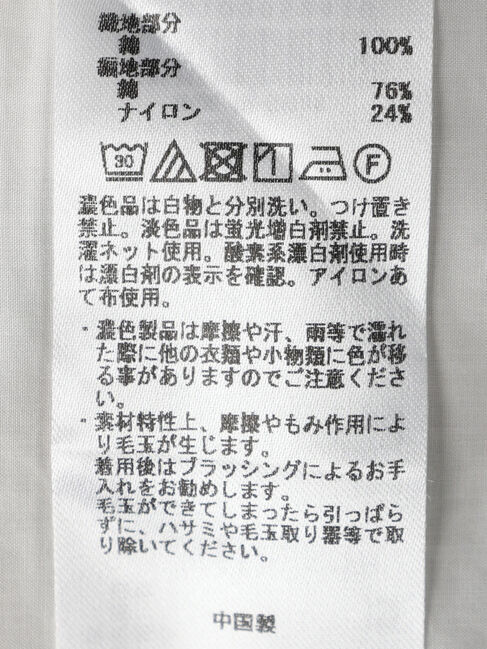 織地部分
綿 100%
編地部分
綿 76%
ナイロン 24%
30 F
濃色品は白物と分別洗い。つけ置き
禁止。淡色品は蛍光増白剤禁止。洗
濯ネット使用。酸素系漂白剤使用時
は漂白剤の表示を確認。アイロンあ
て布使用。
・濃色製品は摩擦や汗、雨等で濡れ
た際に他の衣類や小物類に色が移
る事がありますのでご注意くださ
い。
・素材特性上、摩擦やもみ作用によ
り毛玉が生じます。
着用後はブラッシングによるお手
入れをお勧めします。
毛玉ができてしまったら引っぱら
ずに、ハサミや毛玉取り器等で取
り除いてください。
中国製